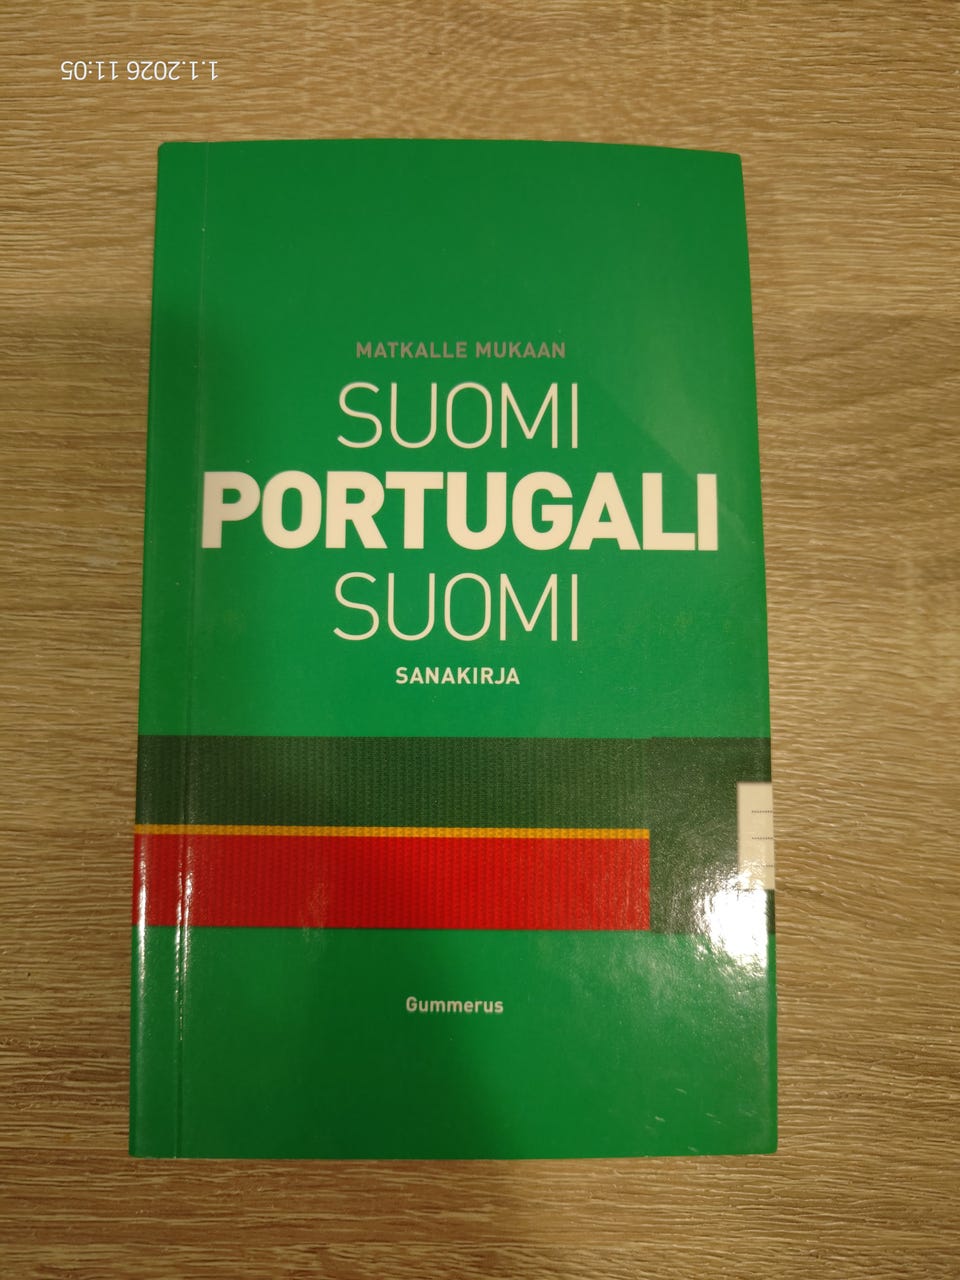 1.1.2026 11:05
MATKALLE MUKAAN
SUOMI
PORTUGALI
SUOMI
SANAKIRJA
Gummerus